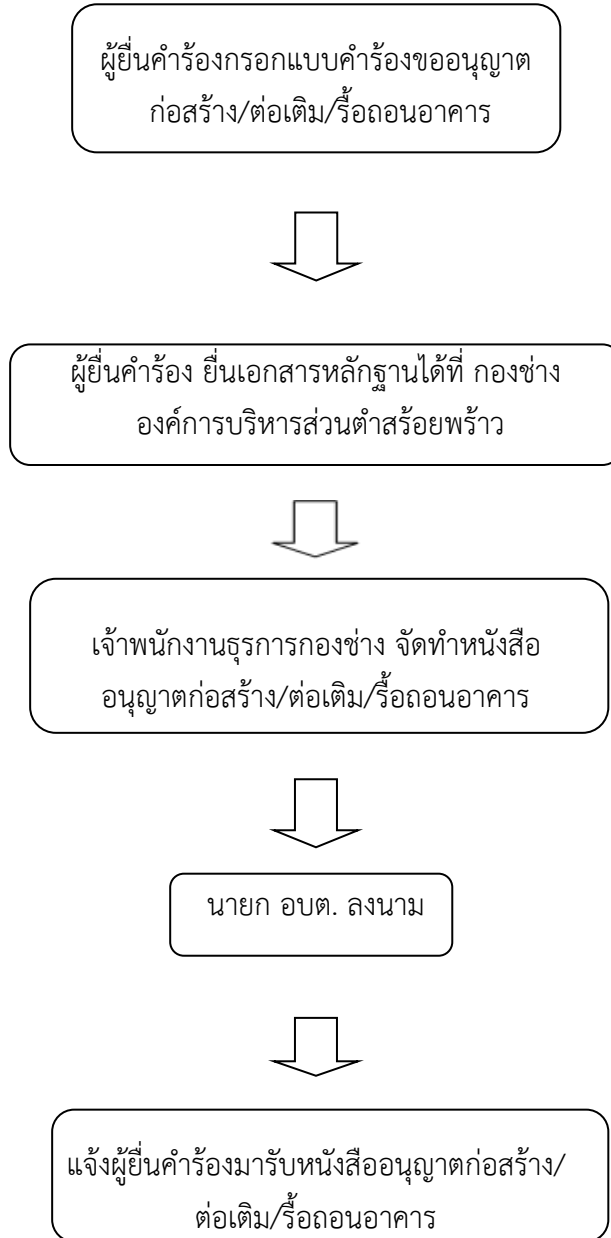 ผู้ยื่นคำร้องกรอกแบบคำร้องขออนุญาต
ก่อสร้าง/ต่อเติม/รื้อถอนอาคาร
ผู้ยื่นคำร้อง ยื่นเอกสารหลักฐานได้ที่ กองช่าง
องค์การบริหารส่วนตำสร้อยพร้าว
เจ้าพนักงานธุรการกองช่าง จัดทำหนังสือ
อนุญาตก่อสร้าง/ต่อเติม/รื้อถอนอาคาร
นายก อบต. ลงนาม
แจ้งผู้ยื่นคำร้องมารับหนังสืออนุญาตก่อสร้าง/
ต่อเติม/รื้อถอนอาคาร